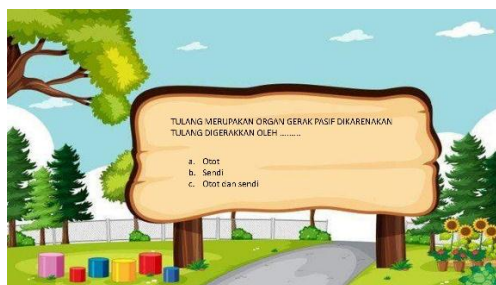 TULANG MERUPAKAN ORGAN GERAK PASIF DIKARENAKAN
TULANG DIGERAKKAN OLEH .........
a. Otot
b. Sendi
c. Otot dan sendi